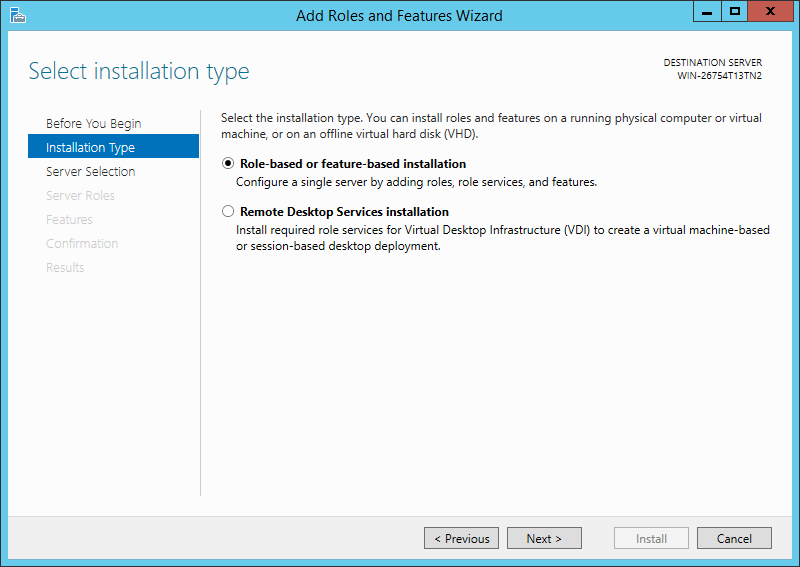 Add Roles and Features Wizard
Select installation type
DESTINATION SERVER
WIN-26754T13TN2
Before You Begin
Installation Type
Server Selection
Server Roles
Features
Confirmation
Results
Select the installation type. You can install roles and features on a running physical computer or virtual
machine, or on an offline virtual hard disk (VHD).
Role-based or feature-based installation
Configure a single server by adding roles, role services, and features.
Remote Desktop Services installation
Install required role services for Virtual Desktop Infrastructure (VDI) to create a virtual machine-based
or session-based desktop deployment.
< Previous
Next >
Install
Cancel